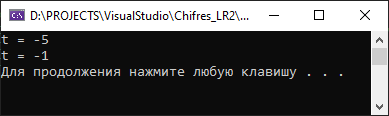 D:\PROJECTS\VisualStudio\Chifres_LR2\...
t = -5
t = -1
Для продолжения нажмите любую клавишу . . .